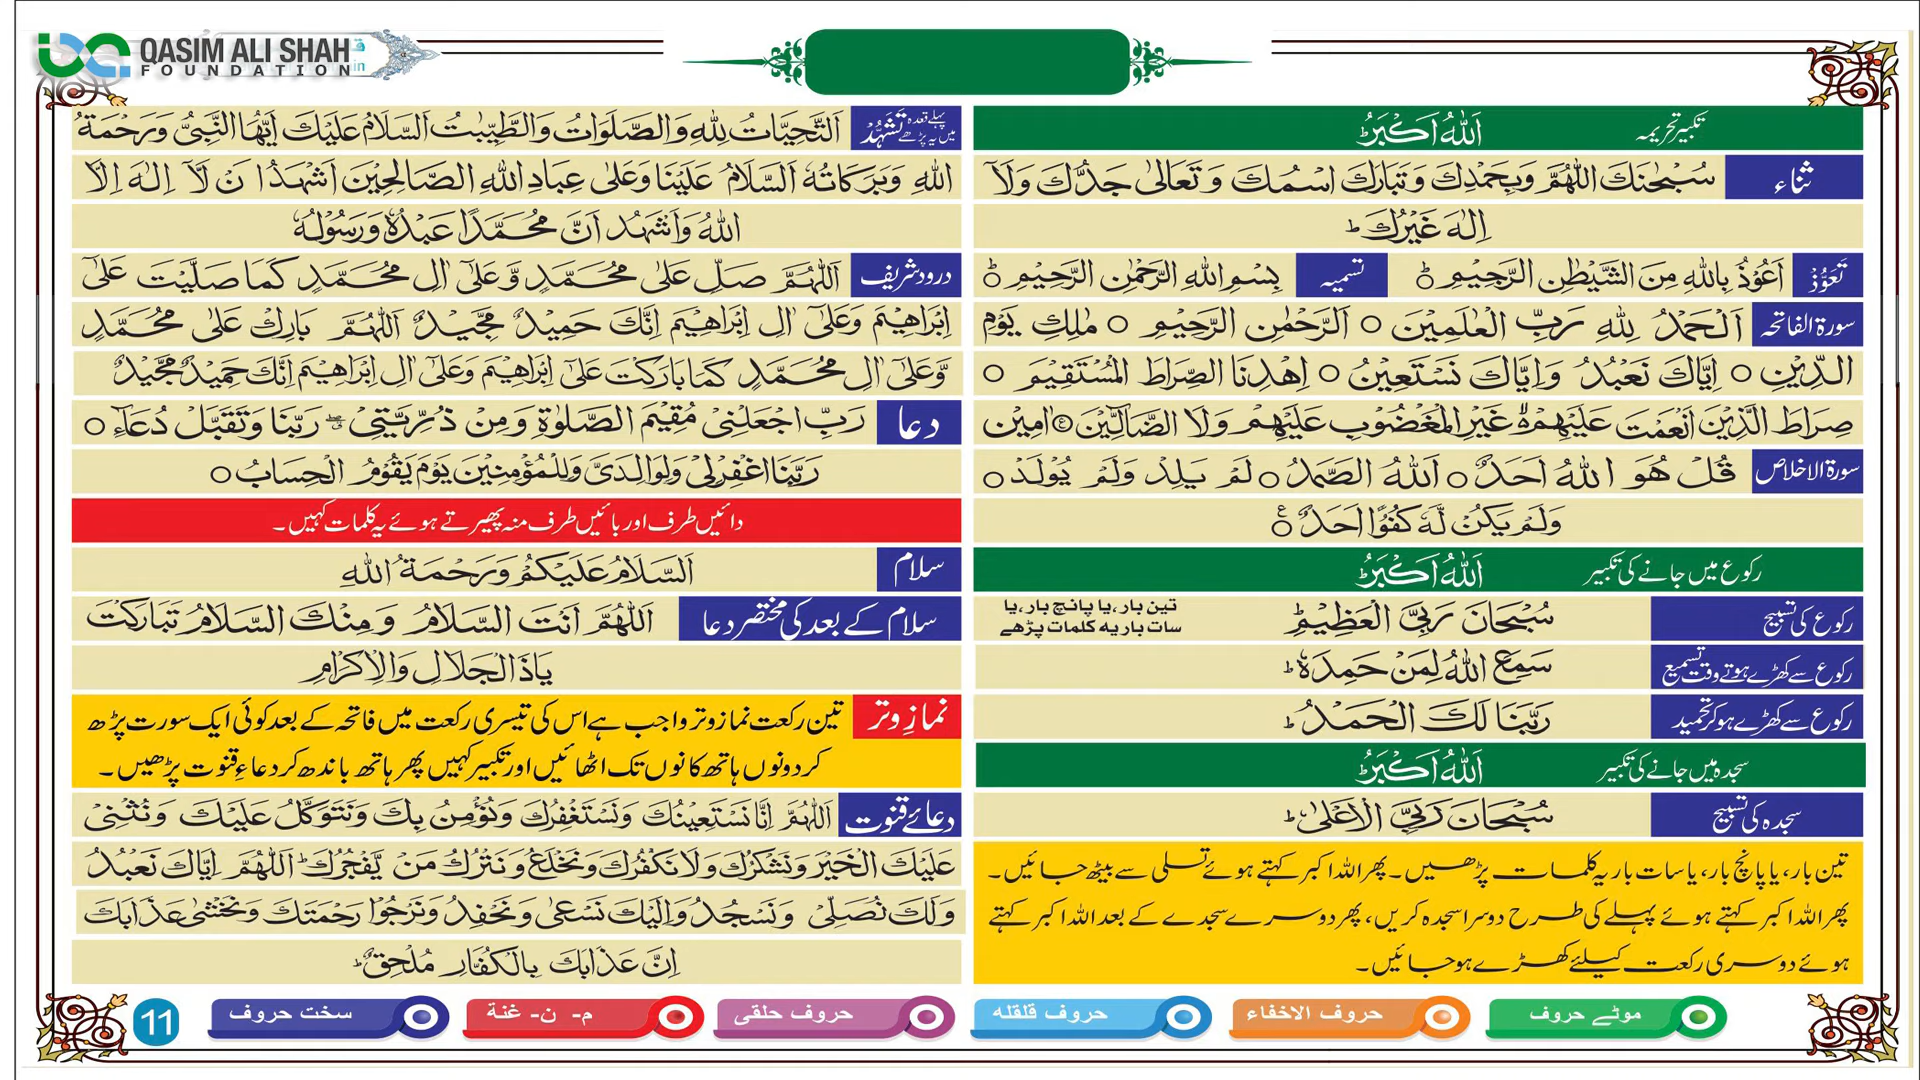 QASIM ALI SHAH
FOUNDATION
تکبیر تحریمہ اَللّٰهُ اَكْبَرُ
ثناء سُبْحٰنَكَ اللّٰهُمَّ وَبِحَمْدِكَ وَتَبَارَكَ اسْمُكَ وَتَعَالٰى جَدُّكَ وَلَآ
اِلٰهَ غَيْرُكَ ط
تَعَوُّذْ اَعُوْذُ بِاللّٰهِ مِنَ الشَّيْطٰنِ الرَّجِيْمِ ط تسمیہ بِسْمِ اللّٰهِ الرَّحْمٰنِ الرَّحِيْمِ ط
سورۃ الفاتحہ اَلْحَمْدُ لِلّٰهِ رَبِّ الْعٰلَمِيْنَ ○ اَلرَّحْمٰنِ الرَّحِيْمِ ○ مٰلِكِ يَوْمِ
الدِّيْنِ ○ اِيَّاكَ نَعْبُدُ وَاِيَّاكَ نَسْتَعِيْنُ ○ اِهْدِنَا الصِّرَاطَ الْمُسْتَقِيْمَ ○
صِرَاطَ الَّذِيْنَ اَنْعَمْتَ عَلَيْهِمْ غَيْرِ الْمَغْضُوْبِ عَلَيْهِمْ وَلَا الضَّآلِّيْنَ اٰمِيْن
سورۃ الاخلاص قُلْ هُوَ اللّٰهُ اَحَدٌ ○ اَللّٰهُ الصَّمَدُ ○ لَمْ يَلِدْ وَلَمْ يُوْلَدْ ○
وَلَمْ يَكُنْ لَّهٗ كُفُوًا اَحَدٌ ○
رکوع میں جانے کی تکبیر اَللّٰهُ اَكْبَرُ
رکوع کی تسبیح سُبْحَانَ رَبِّىَ الْعَظِيْمِ ط تین بار، یا پانچ بار، یا
سات بار یہ کلمات پڑھے
رکوع سے کھڑے ہوتے وقت تسمیع سَمِعَ اللّٰهُ لِمَنْ حَمِدَهٗ ط
رکوع سے کھڑے ہو کر تحمید رَبَّنَا لَكَ الْحَمْدُ ط
سجدہ میں جانے کی تکبیر اَللّٰهُ اَكْبَرُ
سجدہ کی تسبیح سُبْحَانَ رَبِّىَ الْاَعْلٰى ط
تین بار، یا پانچ بار، یا سات بار یہ کلمات پڑھیں۔ پھر اللہ اکبر کہتے ہوئے تسلی سے بیٹھ جائیں۔
پھر اللہ اکبر کہتے ہوئے پہلے کی طرح دوسرا سجدہ کریں، پھر دوسرے سجدے کے بعد اللہ اکبر کہتے
ہوئے دوسری رکعت کیلئے کھڑے ہو جائیں۔
پہلے قعدہ میں یہ پڑھے تَشَہُّدْ اَلتَّحِيَّاتُ لِلّٰهِ وَالصَّلَوَاتُ وَالطَّيِّبٰتُ اَلسَّلَامُ عَلَيْكَ اَيُّهَا النَّبِىُّ وَرَحْمَةُ
اللّٰهِ وَبَرَكَاتُهٗ اَلسَّلَامُ عَلَيْنَا وَعَلٰى عِبَادِ اللّٰهِ الصَّالِحِيْنَ اَشْهَدُ اَنْ لَّآ اِلٰهَ اِلَّا
اللّٰهُ وَاَشْهَدُ اَنَّ مُحَمَّدًا عَبْدُهٗ وَرَسُوْلُهٗ
درود شریف اَللّٰهُمَّ صَلِّ عَلٰى مُحَمَّدٍ وَّعَلٰٓى اٰلِ مُحَمَّدٍ كَمَا صَلَّيْتَ عَلٰٓى
اِبْرَاهِيْمَ وَعَلٰٓى اٰلِ اِبْرَاهِيْمَ اِنَّكَ حَمِيْدٌ مَّجِيْدٌ اَللّٰهُمَّ بَارِكْ عَلٰى مُحَمَّدٍ
وَّعَلٰٓى اٰلِ مُحَمَّدٍ كَمَا بَارَكْتَ عَلٰٓى اِبْرَاهِيْمَ وَعَلٰٓى اٰلِ اِبْرَاهِيْمَ اِنَّكَ حَمِيْدٌ مَّجِيْدٌ
دعا رَبِّ اجْعَلْنِىْ مُقِيْمَ الصَّلٰوةِ وَمِنْ ذُرِّيَّتِىْ رَبَّنَا وَتَقَبَّلْ دُعَآءِ ○
رَبَّنَا اغْفِرْ لِىْ وَلِوَالِدَىَّ وَلِلْمُؤْمِنِيْنَ يَوْمَ يَقُوْمُ الْحِسَابُ ○
دائیں طرف اور بائیں طرف منہ پھیرتے ہوئے یہ کلمات کہیں۔
سلام اَلسَّلَامُ عَلَيْكُمْ وَرَحْمَةُ اللّٰهِ
سلام کے بعد کی مختصر دعا اَللّٰهُمَّ اَنْتَ السَّلَامُ وَمِنْكَ السَّلَامُ تَبَارَكْتَ
يَاذَا الْجَلَالِ وَالْاِكْرَامِ
نمازِ وتر تین رکعت نماز وتر واجب ہے اس کی تیسری رکعت میں فاتحہ کے بعد کوئی ایک سورت پڑھ
کر دونوں ہاتھ کانوں تک اٹھائیں اور تکبیر کہیں پھر ہاتھ باندھ کر دعاءِ قنوت پڑھیں۔
دعائے قنوت اَللّٰهُمَّ اِنَّا نَسْتَعِيْنُكَ وَنَسْتَغْفِرُكَ وَنُؤْمِنُ بِكَ وَنَتَوَكَّلُ عَلَيْكَ وَنُثْنِىْ
عَلَيْكَ الْخَيْرَ وَنَشْكُرُكَ وَلَا نَكْفُرُكَ وَنَخْلَعُ وَنَتْرُكُ مَنْ يَّفْجُرُكَ ط اَللّٰهُمَّ اِيَّاكَ نَعْبُدُ
وَلَكَ نُصَلِّىْ وَنَسْجُدُ وَاِلَيْكَ نَسْعٰى وَنَحْفِدُ وَنَرْجُوْا رَحْمَتَكَ وَنَخْشٰى عَذَابَكَ
اِنَّ عَذَابَكَ بِالْكُفَّارِ مُلْحِقٌ ط
موٹے حروف
حروف الاخفاء
حروف قلقلہ
حروف حلقی
م- ن- غنة
سخت حروف
11